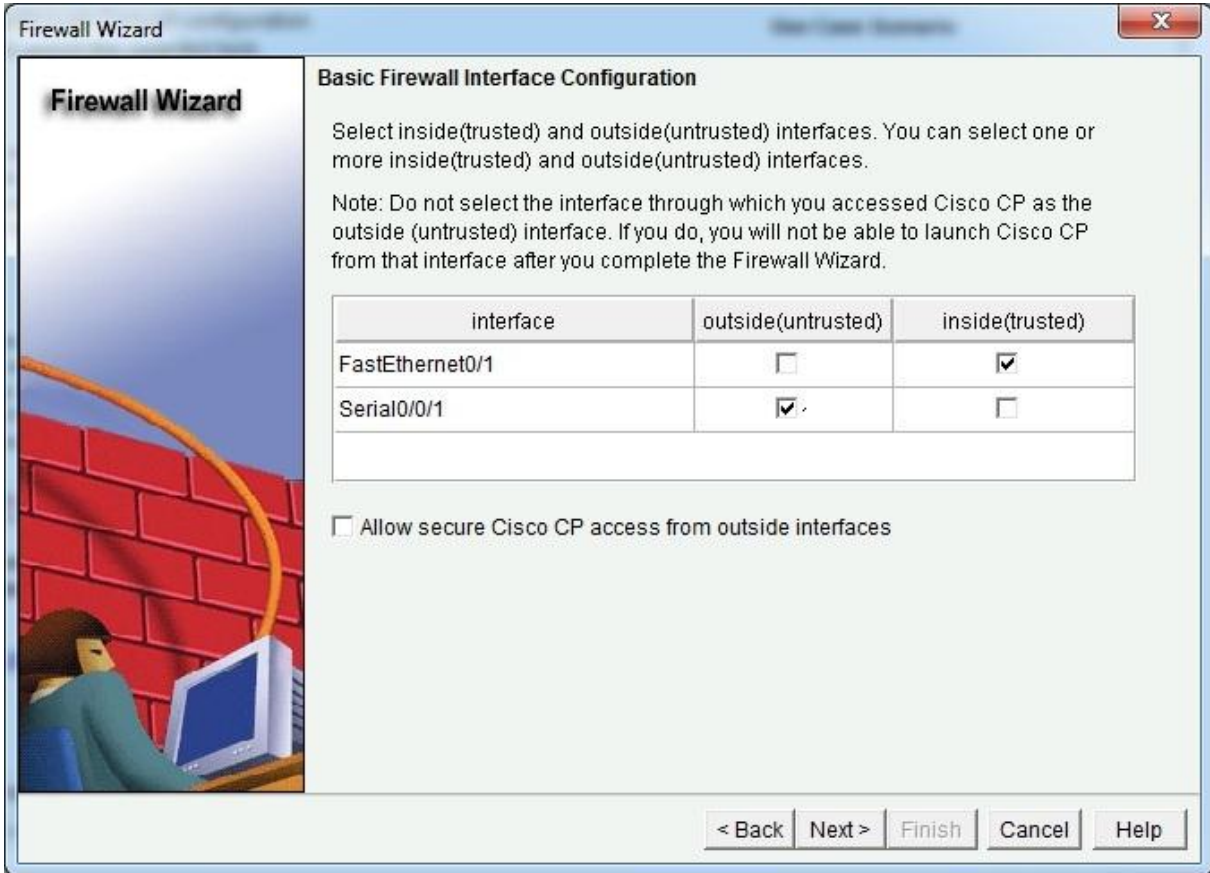 Firewall Wizard
Firewall Wizard
Basic Firewall Interface Configuration
Select inside(trusted) and outside(untrusted) interfaces. You can select one or
more inside(trusted) and outside(untrusted) interfaces.
Note: Do not select the interface through which you accessed Cisco CP as the
outside (untrusted) interface. If you do, you will not be able to launch Cisco CP
from that interface after you complete the Firewall Wizard.
interface outside(untrusted) inside(trusted)
FastEthernet0/1
Serial0/0/1
Allow secure Cisco CP access from outside interfaces
< Back Next > Finish Cancel Help